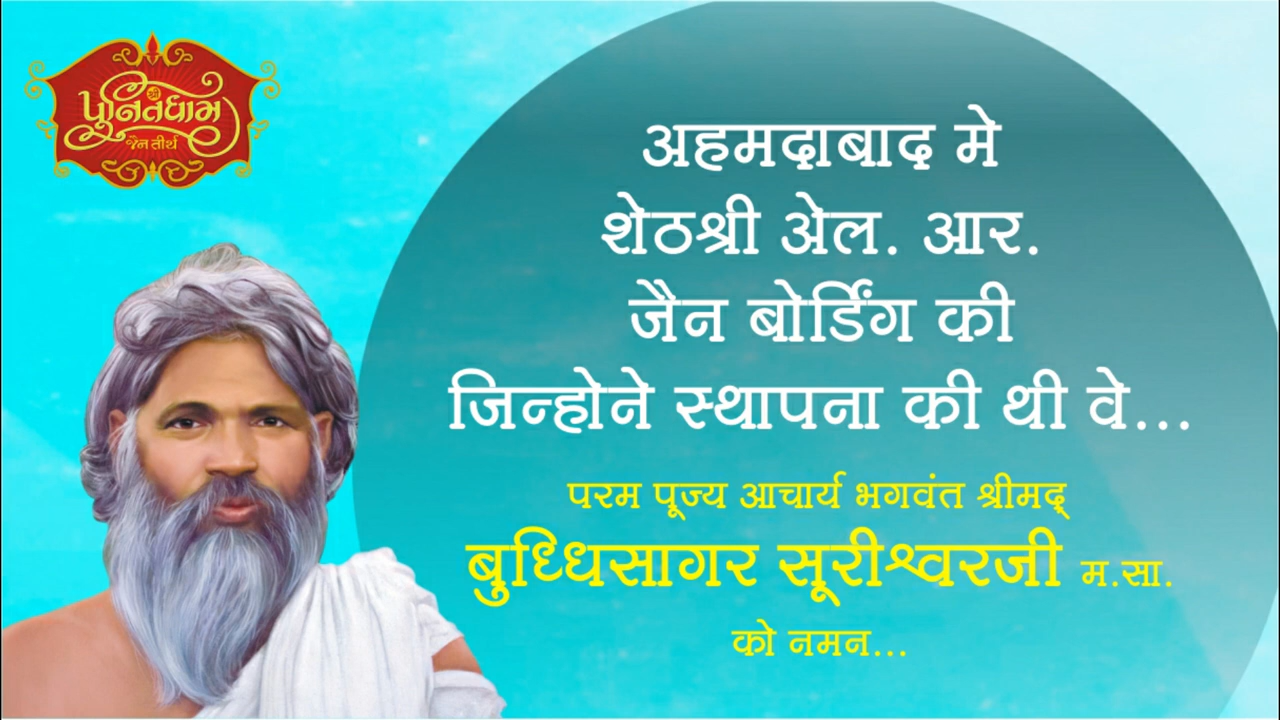 श्री
पुनितधाम
जैन तीर्थ
अहमदाबाद मे
शेठश्री अेल. आर.
जैन बोर्डिंग की
जिन्होने स्थापना की थी वे...
परम पूज्य आचार्य भगवंत श्रीमद्
बुध्धिसागर सूरीश्वरजी म.सा.
को नमन...